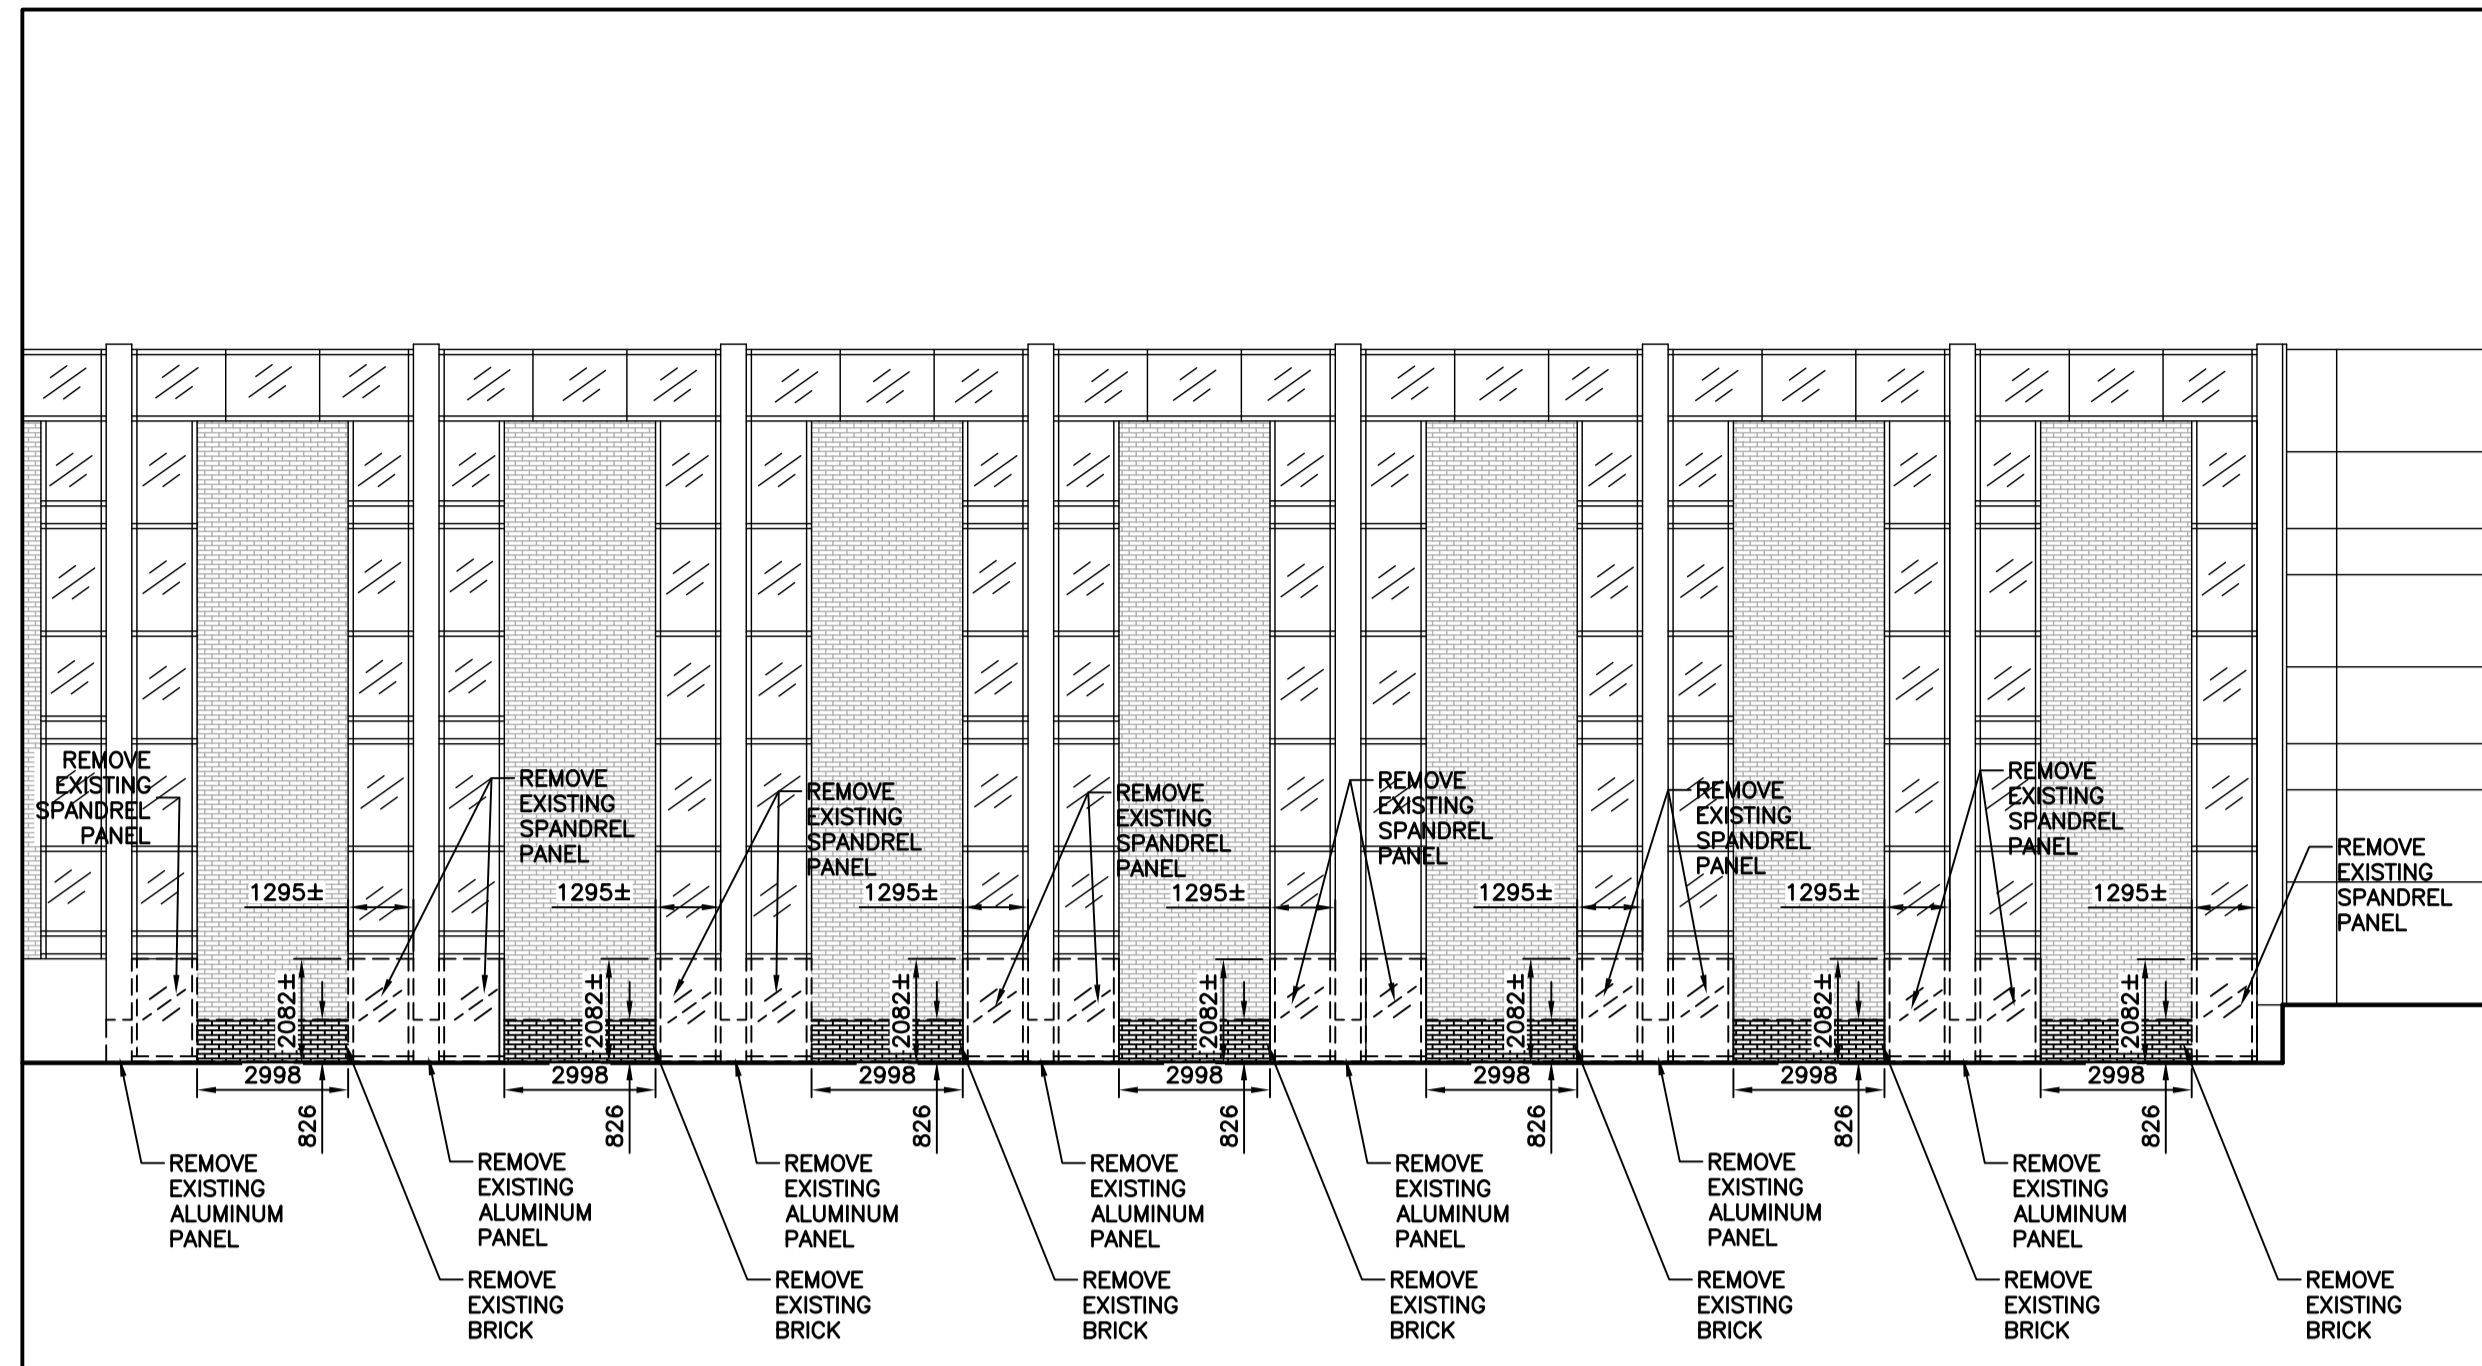 REMOVE
EXISTING
SPANDREL
PANEL
REMOVE
EXISTING
SPANDREL
PANEL
REMOVE
EXISTING
SPANDREL
PANEL
REMOVE
EXISTING
SPANDREL
PANEL
REMOVE
EXISTING
SPANDREL
PANEL
REMOVE
EXISTING
SPANDREL
PANEL
REMOVE
EXISTING
SPANDREL
PANEL
REMOVE
EXISTING
SPANDREL
PANEL
1295±
1295±
1295±
1295±
1295±
1295±
1295±
2082±
2082±
2082±
2082±
2082±
2082±
2082±
2998
2998
2998
2998
2998
2998
2998
826
826
826
826
826
826
826
REMOVE
EXISTING
ALUMINUM
PANEL
REMOVE
EXISTING
ALUMINUM
PANEL
REMOVE
EXISTING
ALUMINUM
PANEL
REMOVE
EXISTING
ALUMINUM
PANEL
REMOVE
EXISTING
ALUMINUM
PANEL
REMOVE
EXISTING
ALUMINUM
PANEL
REMOVE
EXISTING
ALUMINUM
PANEL
REMOVE
EXISTING
BRICK
REMOVE
EXISTING
BRICK
REMOVE
EXISTING
BRICK
REMOVE
EXISTING
BRICK
REMOVE
EXISTING
BRICK
REMOVE
EXISTING
BRICK
REMOVE
EXISTING
BRICK